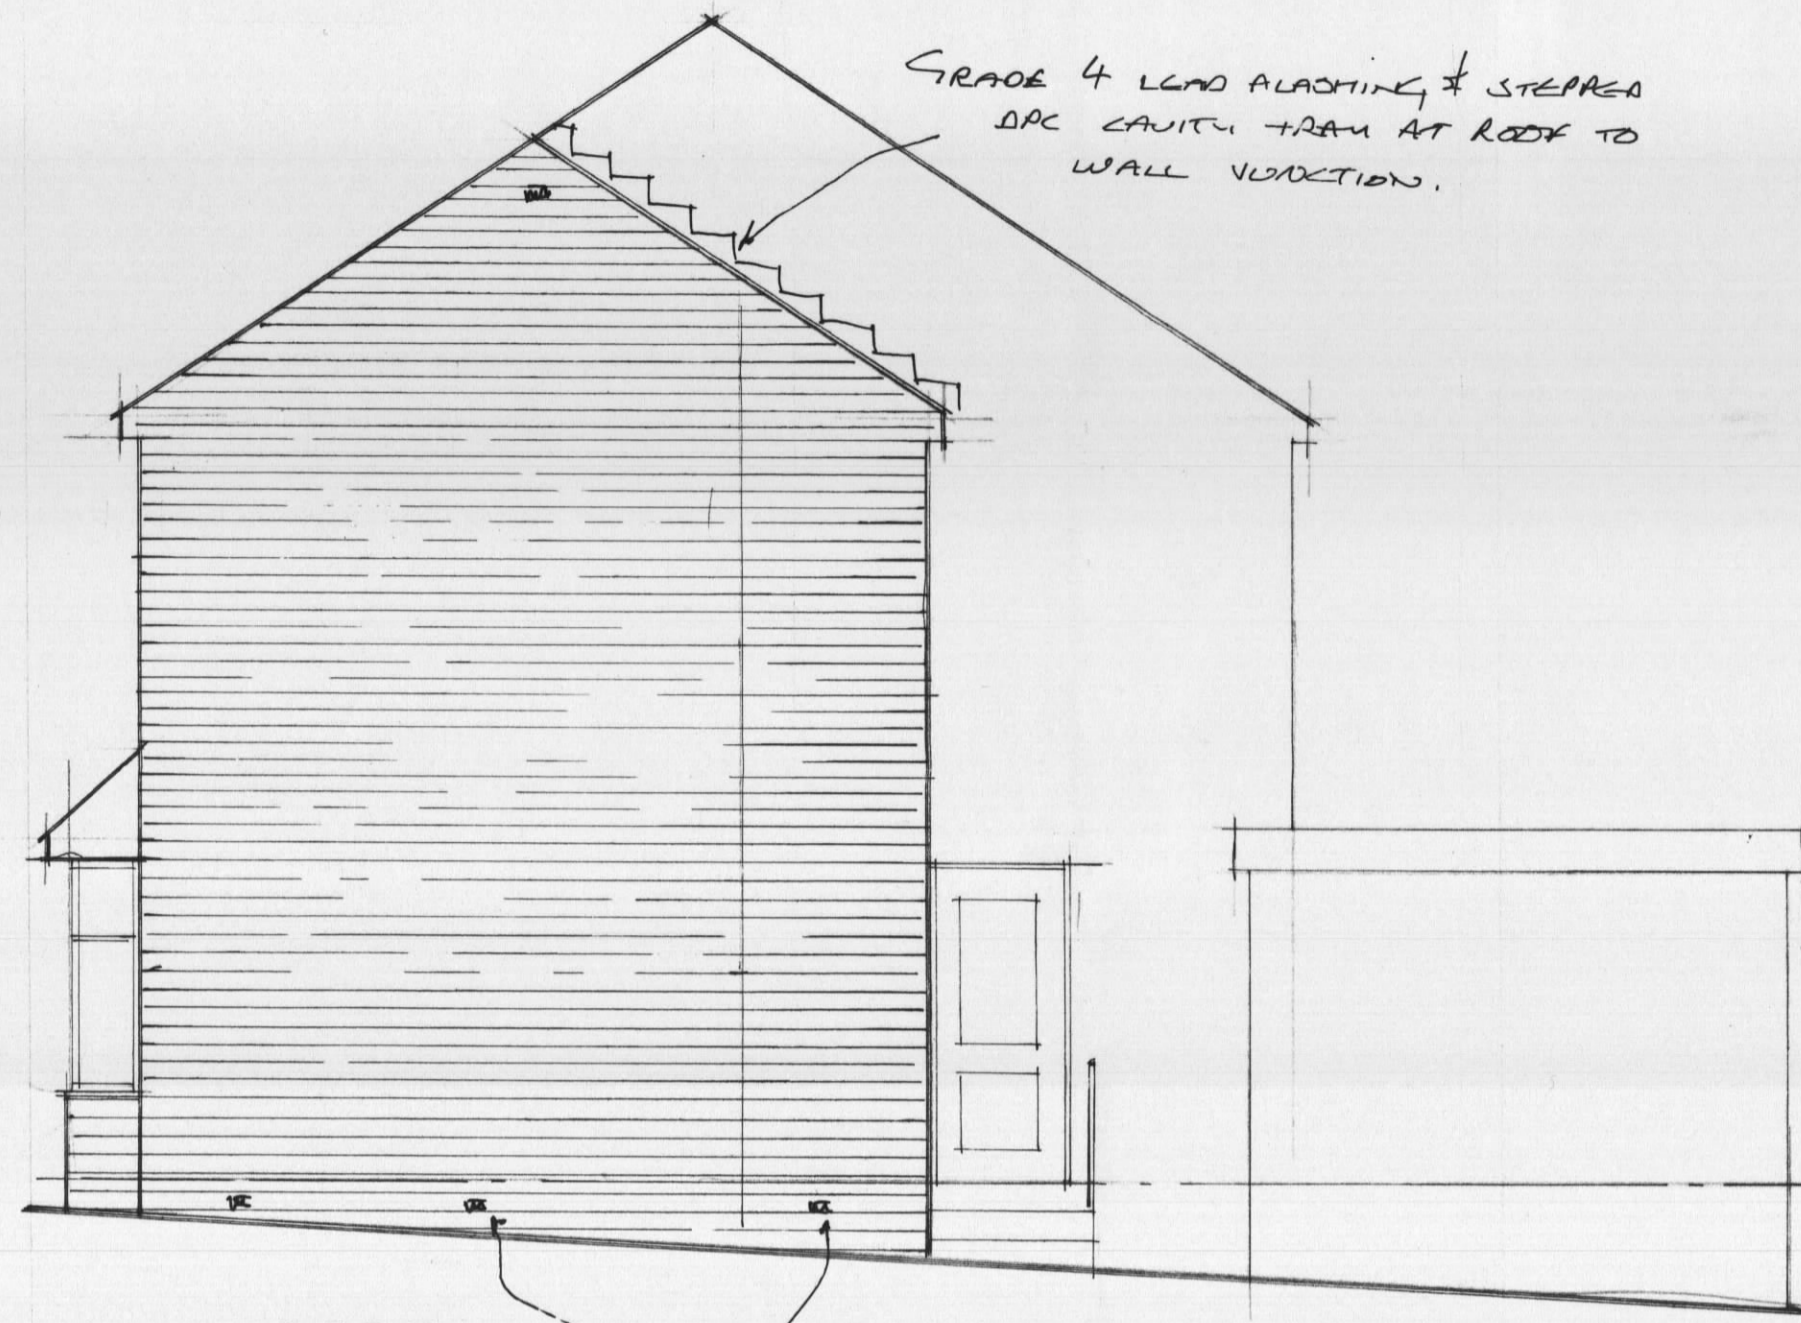 GRADE 4 LEAD FLASHING & STEPPED
DPC CAVITY TRAY AT ROOF TO
WALL JUNCTION.